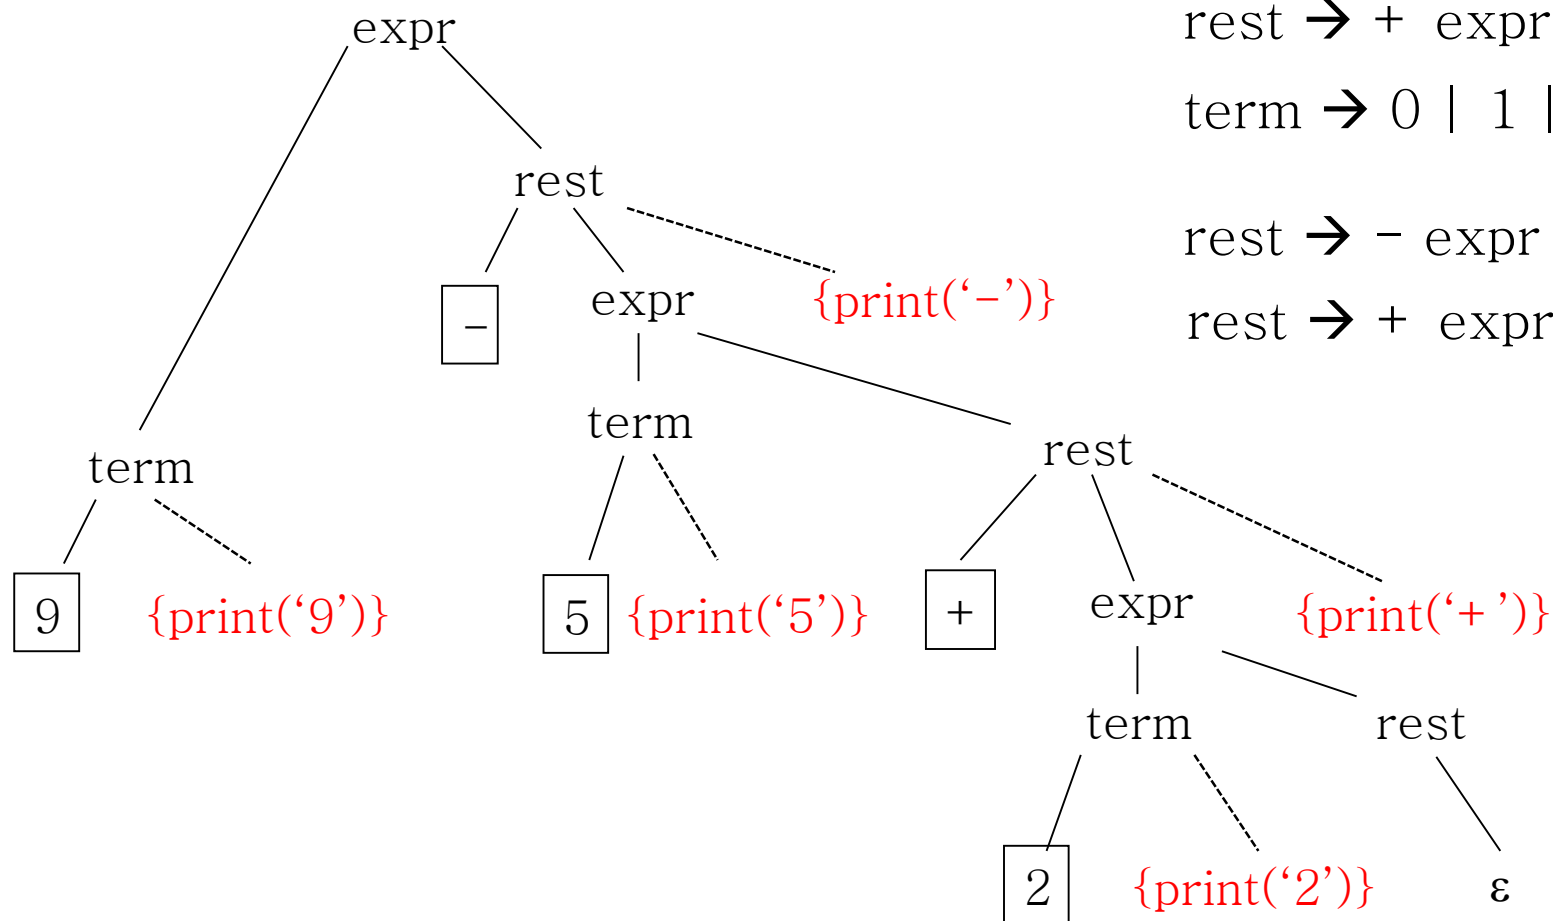 expr
rest → + expr
term → 0 | 1 |
rest
rest → - expr
- expr {print(‘-’)}
rest → + expr
term
rest
term
9 {print(‘9’)} 5 {print(‘5’)} + expr {print(‘+ ’)}
term rest
2 {print(‘2’)} ε